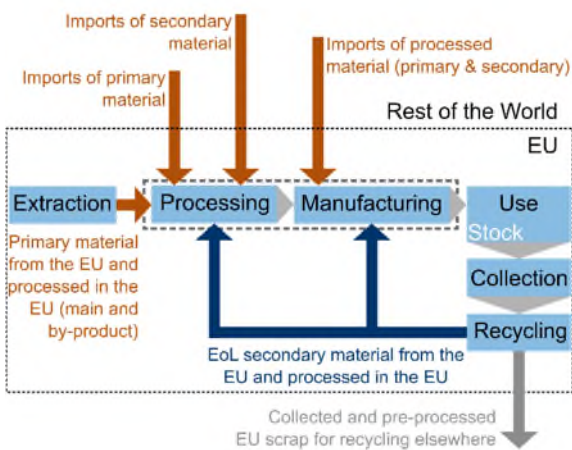 Imports of secondary
material
Imports of primary
material
Imports of processed
material (primary & secondary)
Rest of the World
EU
Extraction
Processing
Manufacturing
Use
Stock
Primary material
from the EU and
processed in the
EU (main and
by-product)
Collection
Recycling
EoL secondary material from the
EU and processed in the EU
Collected and pre-processed
EU scrap for recycling elsewhere